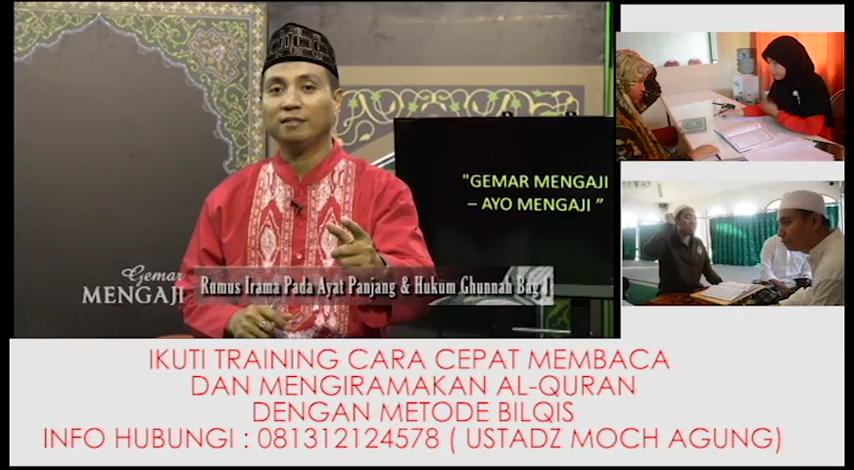 "GEMAR MENGAJI
– AYO MENGAJI ”
Gemar
MENGAJI
Rumus Irama Pada Ayat Panjang & Hukum Ghunnah Bag 1
IKUTI TRAINING CARA CEPAT MEMBACA
DAN MENGIRAMAKAN AL-QURAN
DENGAN METODE BILQIS
INFO HUBUNGI : 081312124578 ( USTADZ MOCH AGUNG)